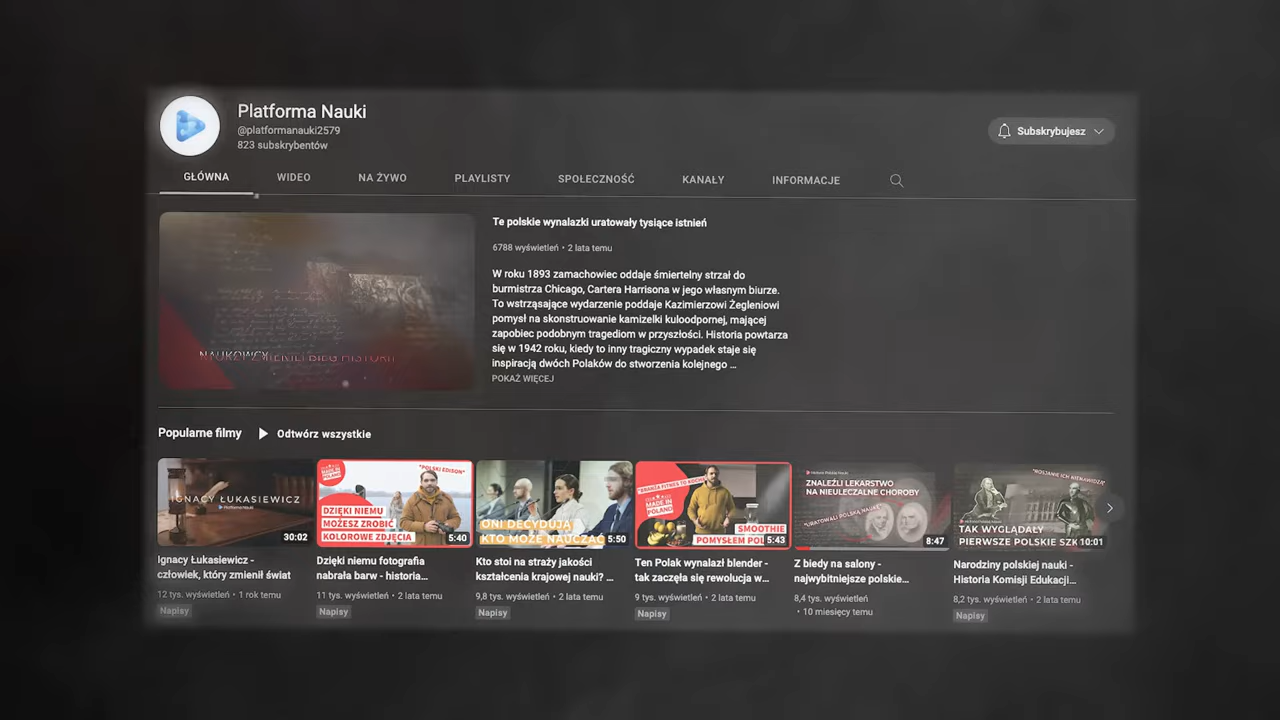 Platforma Nauki
@platformanauki2579
823 subskrybentów
Subskrybujesz
GŁÓWNA WIDEO NA ŻYWO PLAYLISTY SPOŁECZNOŚĆ KANAŁY INFORMACJE
NAUKOWCY
Te polskie wynalazki uratowały tysiące istnień
6788 wyświetleń • 2 lata temu
W roku 1893 zamachowiec oddaje śmiertelny strzał do
burmistrza Chicago, Cartera Harrisona w jego własnym biurze.
To wstrząsające wydarzenie poddaje Kazimierzowi Żegleniowi
pomysł na skonstruowanie kamizelki kuloodpornej, mającej
zapobiec podobnym tragediom w przyszłości. Historia powtarza
się w 1942 roku, kiedy to inny tragiczny wypadek staje się
inspiracją dwóch Polaków do stworzenia kolejnego ...
POKAŻ WIĘCEJ
Popularne filmy Odtwórz wszystkie
IGNACY ŁUKASIEWICZ
30:02
Ignacy Łukasiewicz -
człowiek, który zmienił świat
12 tys. wyświetleń • 1 rok temu
Napisy
"POLSKI EDISON"
MADE IN
POLAND
DZIĘKI NIEMU
MOŻESZ ZROBIĆ
KOLOROWE ZDJĘCIA
5:40
Dzięki niemu fotografia
nabrała barw - historia...
11 tys. wyświetleń • 2 lata temu
Napisy
ONI DECYDUJĄ
KTO MOŻE NAUCZAĆ
5:50
Kto stoi na straży jakości
kształcenia krajowej nauki? ...
9,8 tys. wyświetleń • 2 lata temu
Napisy
MADE IN
POLAND
SMOOTHIE
POMYSŁEM POL
5:43
Ten Polak wynalazł blender -
tak zaczęła się rewolucja w...
9 tys. wyświetleń • 2 lata temu
Napisy
ZNALEŹLI LEKARSTWO
NA NIEULECZALNE CHOROBY
8:47
Z biedy na salony -
najwybitniejsze polskie...
8,4 tys. wyświetleń
• 10 miesięcy temu
"ROSJANIE ICH NIENAWIDZĄ"
TAK WYGLĄDAŁY
PIERWSZE POLSKIE SZK
10:01
Narodziny polskiej nauki -
Historia Komisji Edukacji...
8,2 tys. wyświetleń • 2 lata temu
Napisy